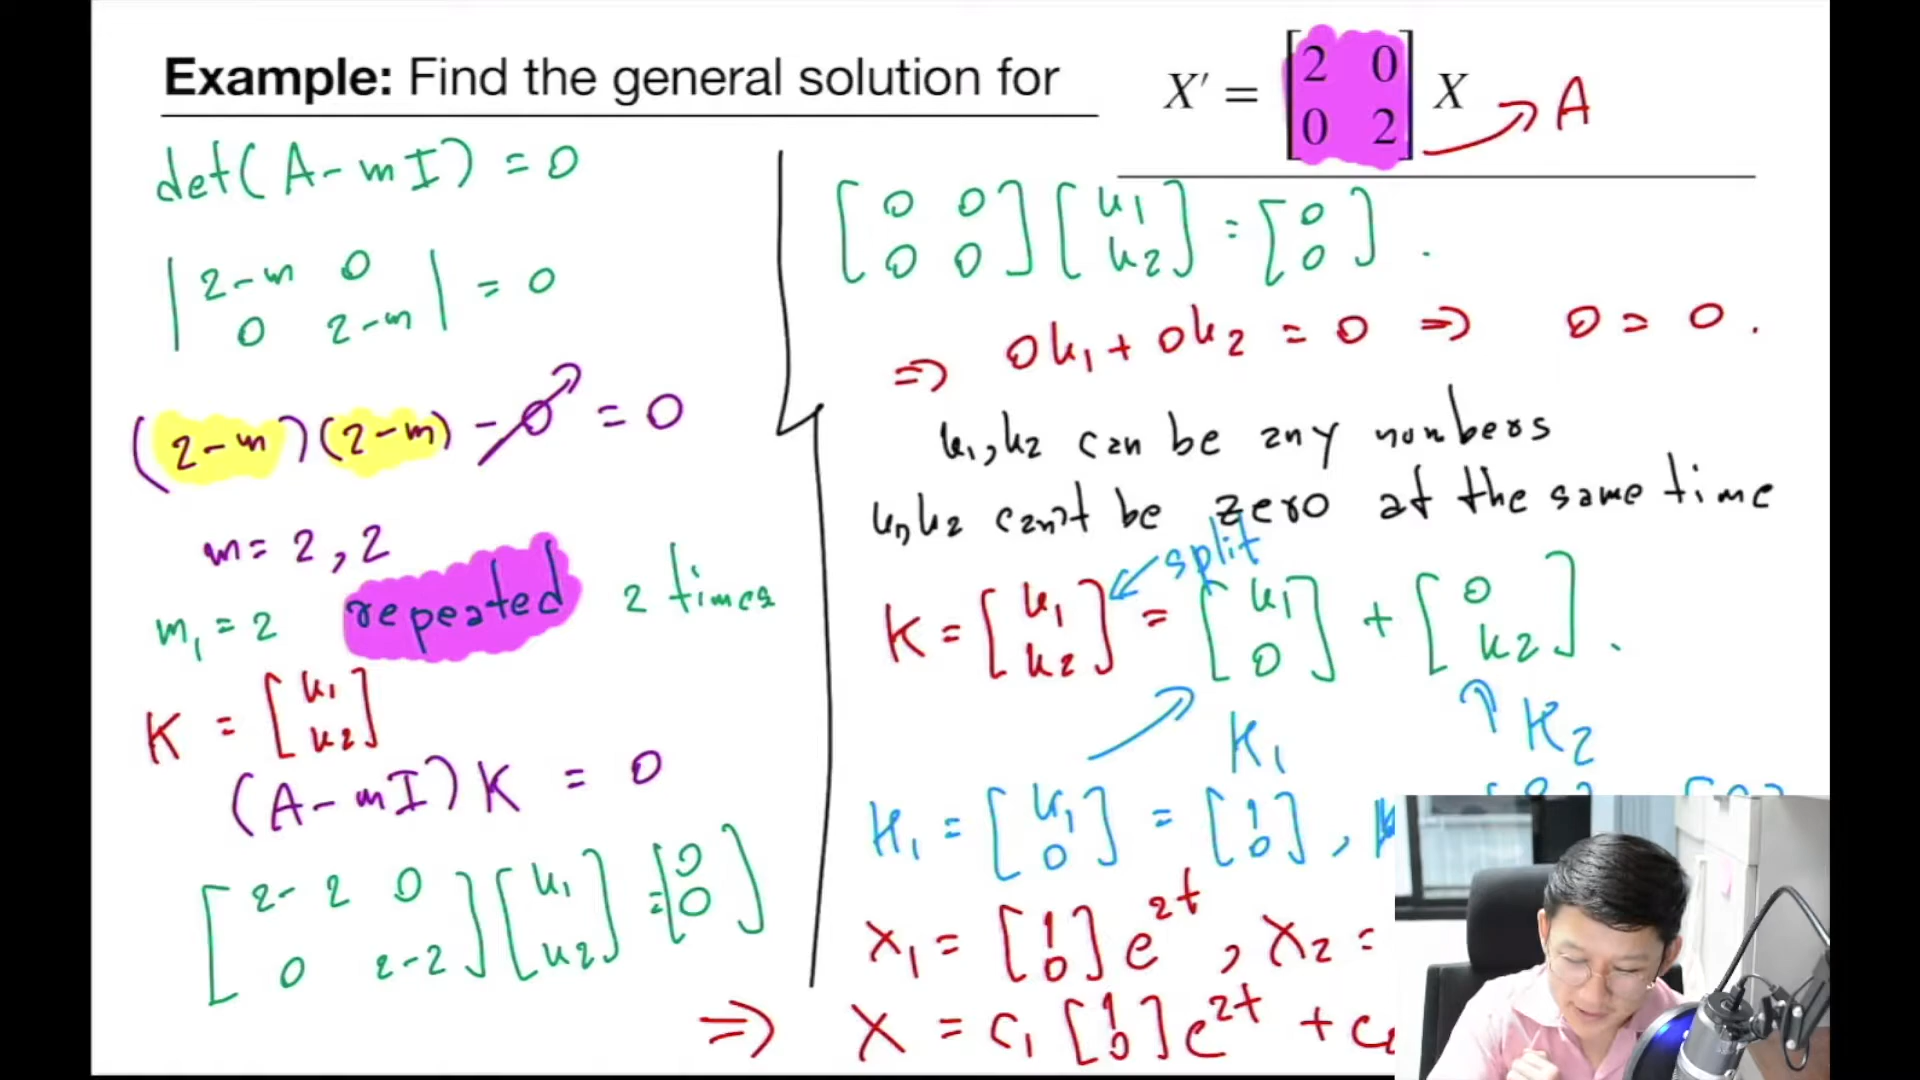 Example: Find the general solution for X' = [2 0; 0 2] X → A
det(A-mI) = 0
|2-m 0; 0 2-m| = 0
(2-m)(2-m) - 0 = 0
m = 2, 2
m₁ = 2 repeated 2 times
K = [k₁; k₂]
(A-mI)K = 0
[2-2 0; 0 2-2][k₁; k₂] = [0; 0]
[0 0; 0 0][k₁; k₂] = [0; 0].
⇒ 0k₁ + 0k₂ = 0 ⇒ 0 = 0.
k₁, k₂ can be any numbers
k₁, k₂ can't be zero at the same time
split
K = [k₁; k₂] = [k₁; 0] + [0; k₂].
K₁ K₂
K₁ = [k₁; 0] = [1; 0],
X₁ = [1; 0]e^2t, X₂ =
⇒ X = c₁[1; 0]e^2t +